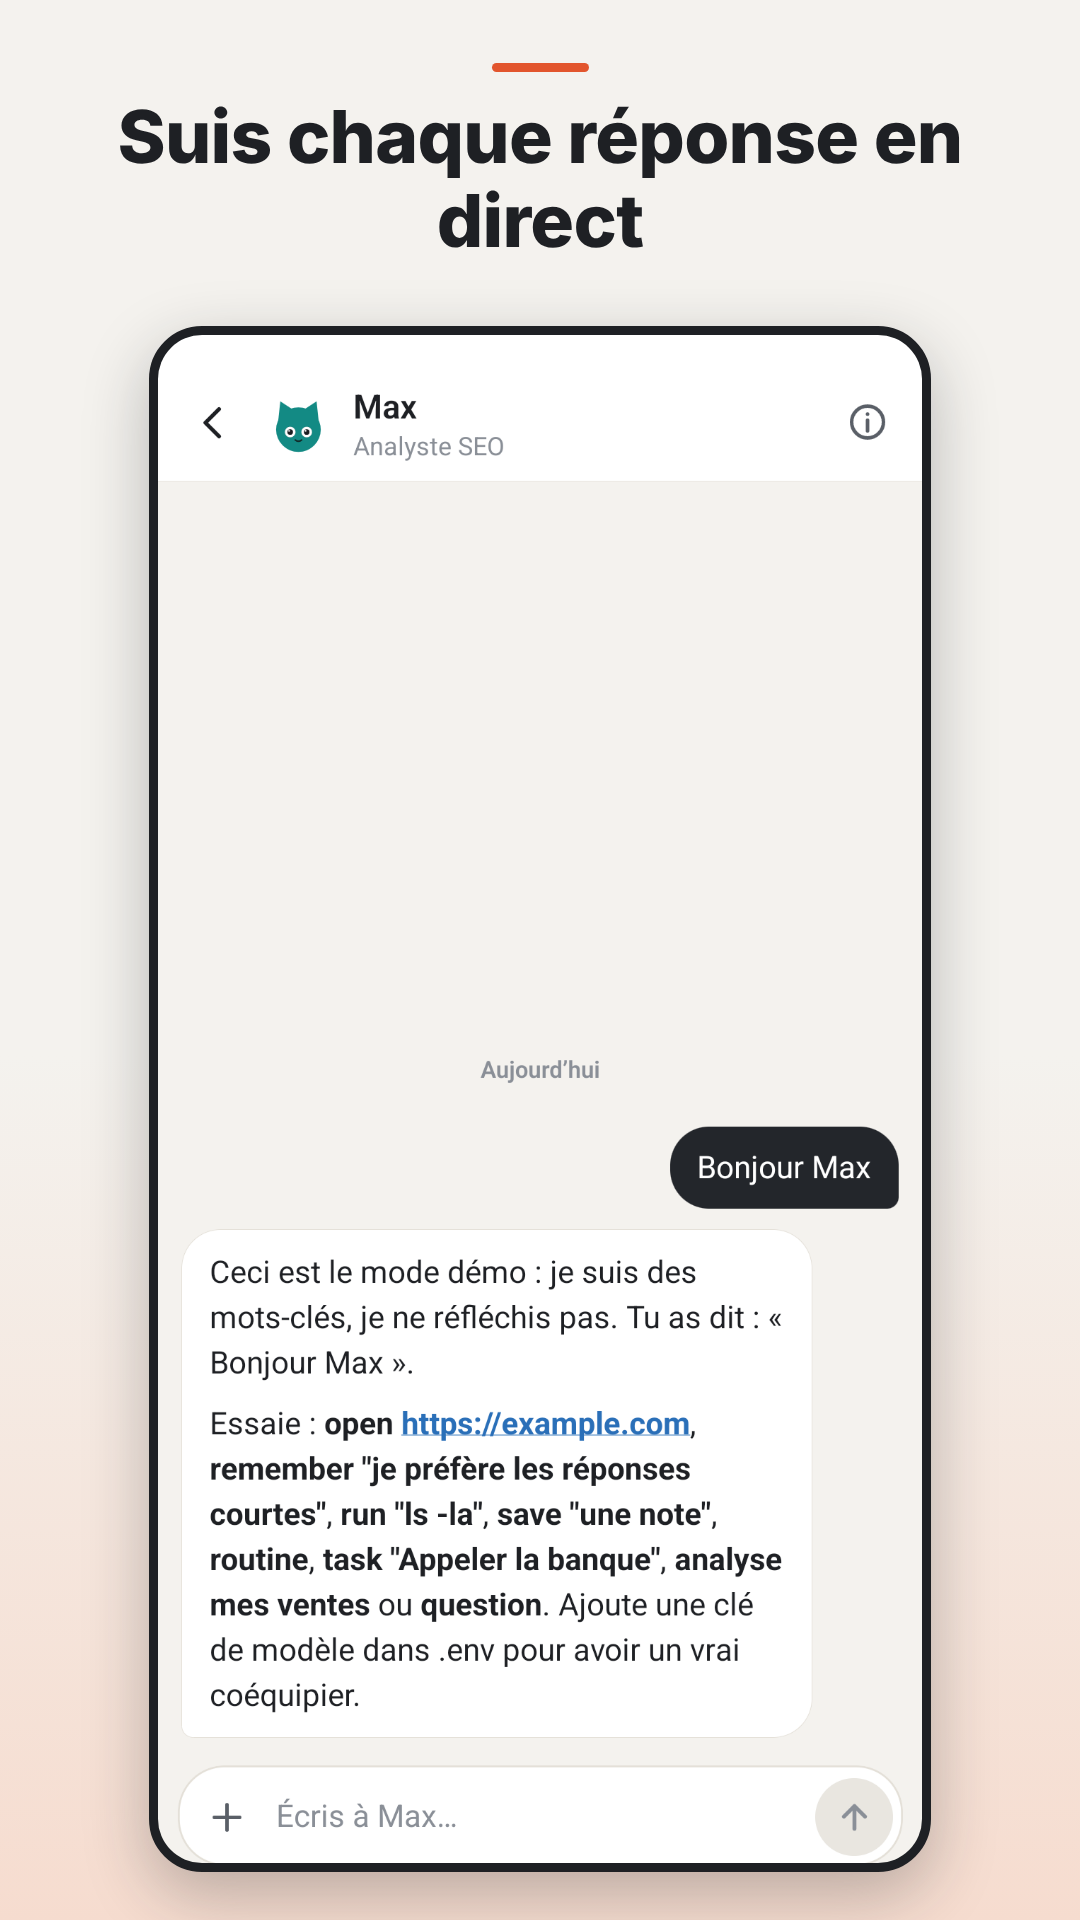 Suis chaque réponse en
direct
Max
Analyste SEO
Aujourd’hui
Bonjour Max
Ceci est le mode démo : je suis des
mots-clés, je ne réfléchis pas. Tu as dit : «
Bonjour Max ».
Essaie : open https://example.com,
remember "je préfère les réponses
courtes", run "ls -la", save "une note",
routine, task "Appeler la banque", analyse
mes ventes ou question. Ajoute une clé
de modèle dans .env pour avoir un vrai
coéquipier.
Écris à Max…